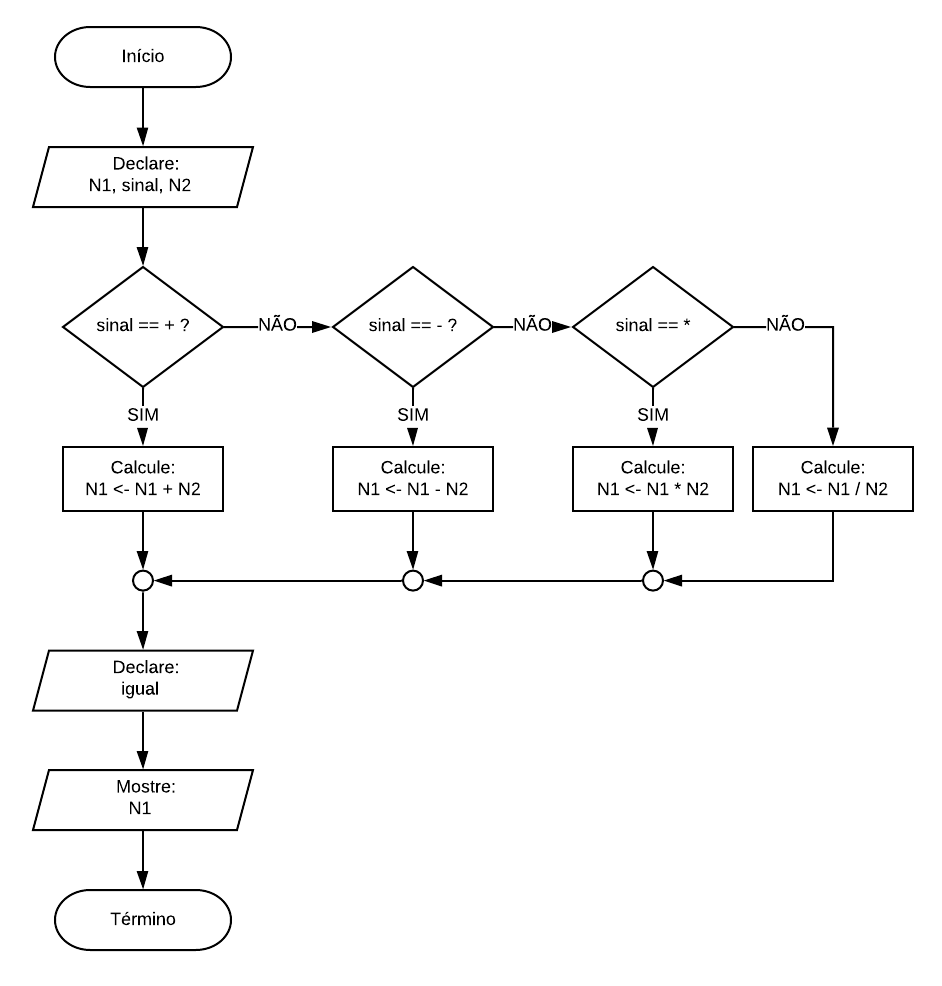 Início
Declare:
N1, sinal, N2
sinal == + ?
NÃO
sinal == - ?
NÃO
sinal == *
NÃO
SIM
SIM
SIM
Calcule:
N1 <- N1 + N2
Calcule:
N1 <- N1 - N2
Calcule:
N1 <- N1 * N2
Calcule:
N1 <- N1 / N2
Declare:
igual
Mostre:
N1
Término